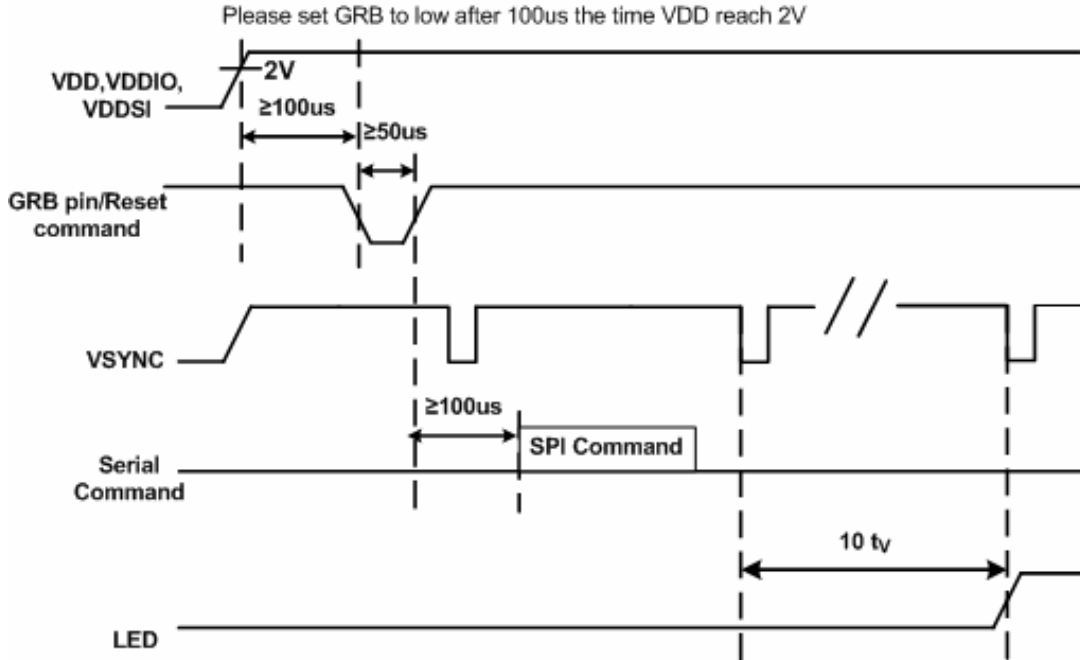 Please set GRB to low after 100us the time VDD reach 2V
2V
VDD,VDDIO,
VDDSI
≥100us
≥50us
GRB pin/Reset
command
VSYNC
≥100us
SPI Command
Serial
Command
10 tv
LED